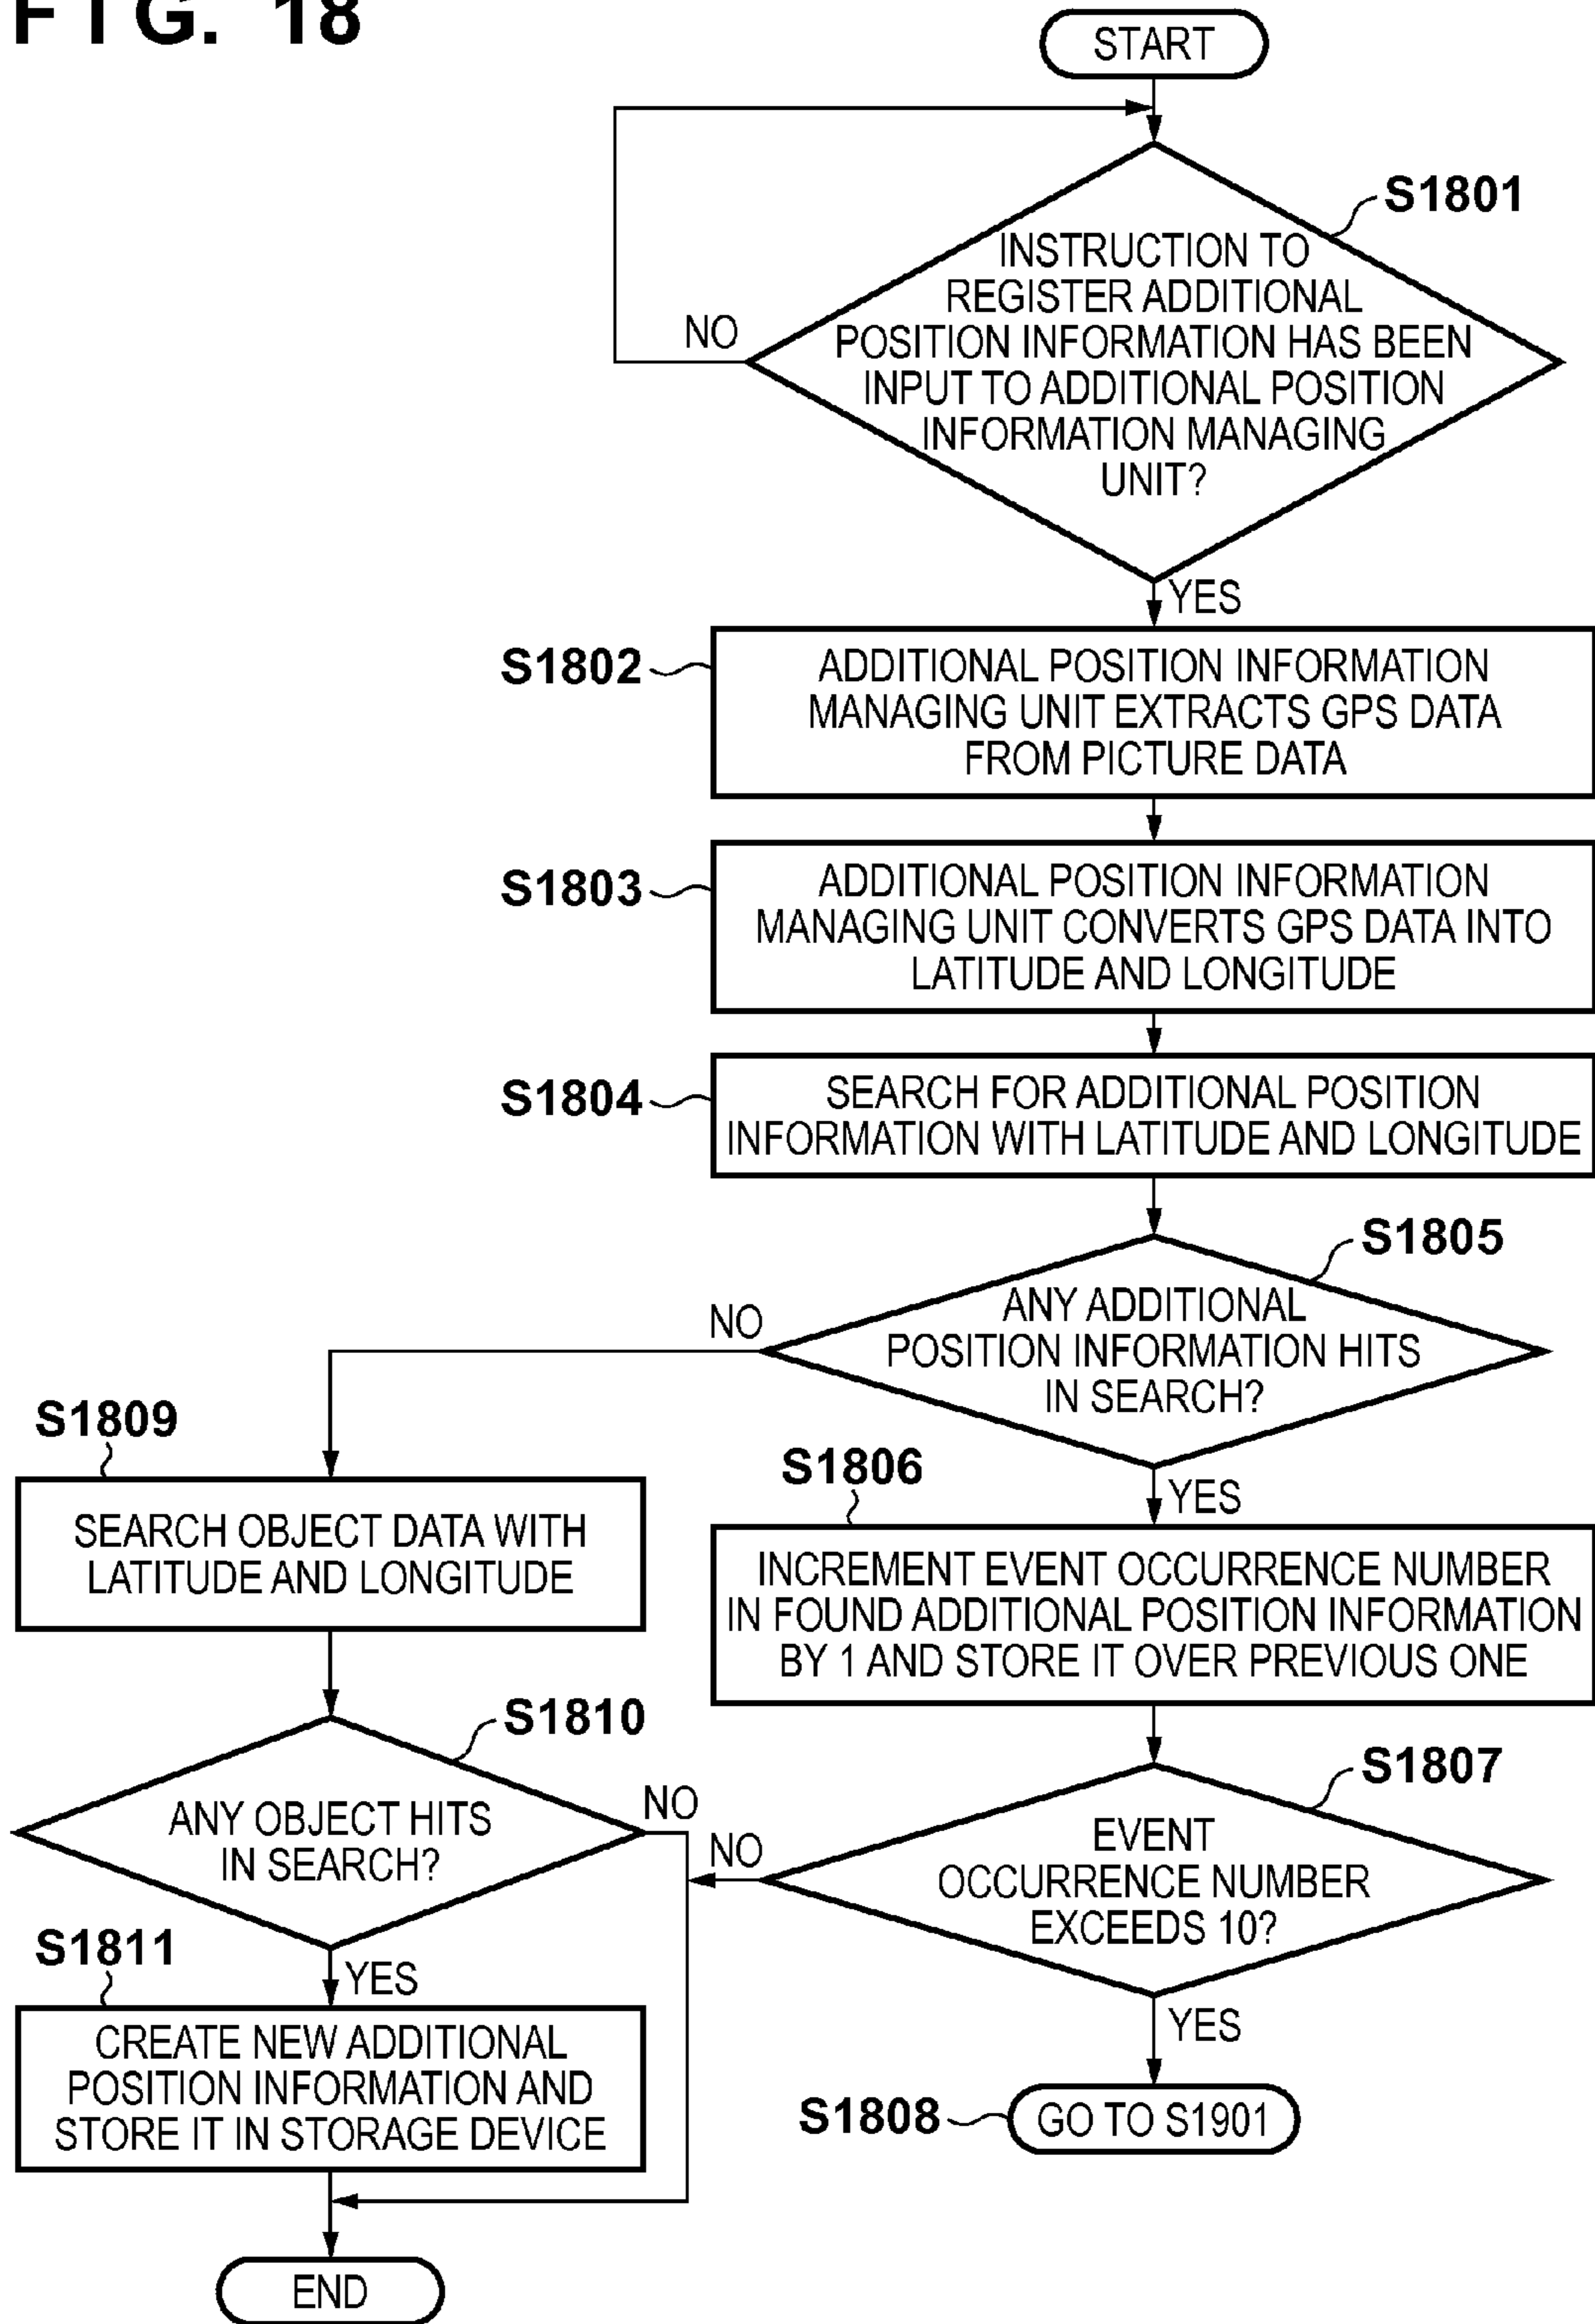 FIG. 18
START
S1801
INSTRUCTION TO
REGISTER ADDITIONAL
POSITION INFORMATION HAS BEEN
INPUT TO ADDITIONAL POSITION
INFORMATION MANAGING
UNIT?
NO
YES
S1802
ADDITIONAL POSITION INFORMATION
MANAGING UNIT EXTRACTS GPS DATA
FROM PICTURE DATA
S1803
ADDITIONAL POSITION INFORMATION
MANAGING UNIT CONVERTS GPS DATA INTO
LATITUDE AND LONGITUDE
S1804
SEARCH FOR ADDITIONAL POSITION
INFORMATION WITH LATITUDE AND LONGITUDE
S1805
ANY ADDITIONAL
POSITION INFORMATION HITS
IN SEARCH?
NO
YES
S1806
INCREMENT EVENT OCCURRENCE NUMBER
IN FOUND ADDITIONAL POSITION INFORMATION
BY 1 AND STORE IT OVER PREVIOUS ONE
S1807
EVENT
OCCURRENCE NUMBER
EXCEEDS 10?
NO
YES
S1808
GO TO S1901
S1809
SEARCH OBJECT DATA WITH
LATITUDE AND LONGITUDE
S1810
ANY OBJECT HITS
IN SEARCH?
NO
YES
S1811
CREATE NEW ADDITIONAL
POSITION INFORMATION AND
STORE IT IN STORAGE DEVICE
END